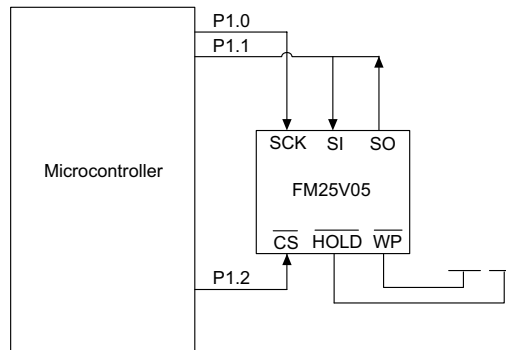 P1.0
P1.1
SCK SI SO
Microcontroller
FM25V05
CS HOLD WP
P1.2